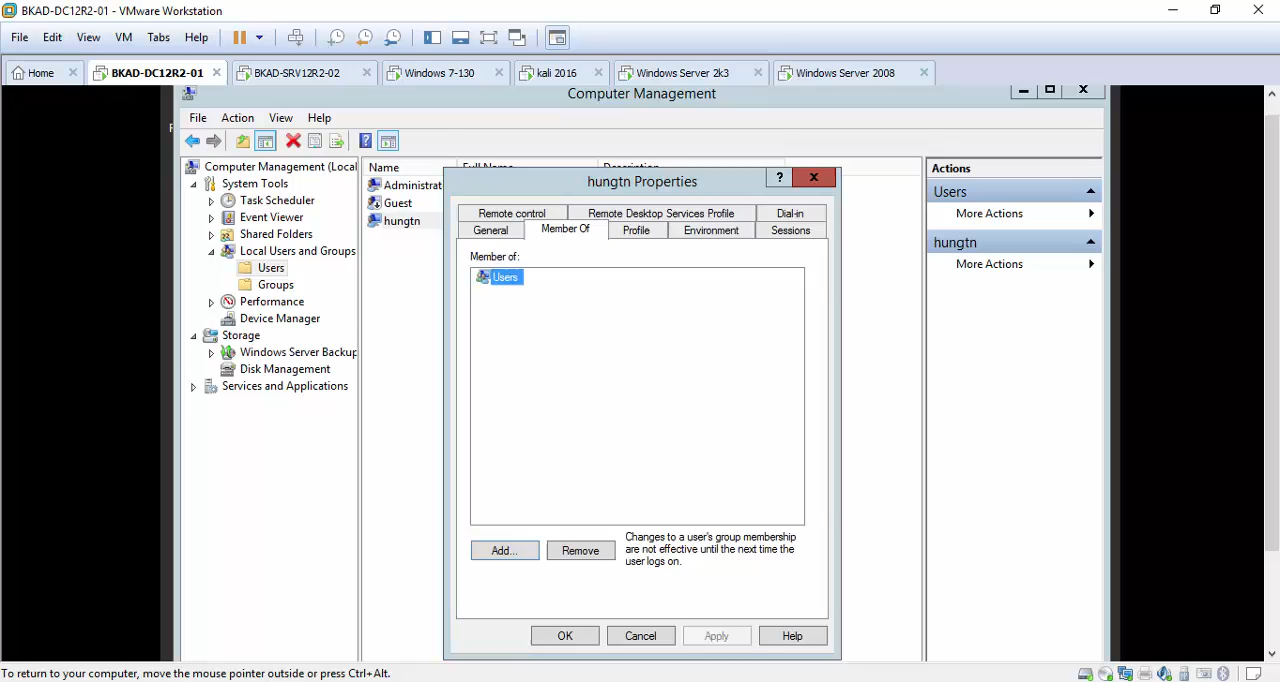 BKAD-DC12R2-01 - VMware Workstation
File Edit View VM Tabs Help
Home BKAD-DC12R2-01 BKAD-SRV12R2-02 Windows 7-130 kali 2016 Windows Server 2k3 Windows Server 2008
Computer Management
File Action View Help
Computer Management (Local
System Tools
Task Scheduler
Event Viewer
Shared Folders
Local Users and Groups
Users
Groups
Performance
Device Manager
Storage
Windows Server Backup
Disk Management
Services and Applications
Name Full Name Description
Administrat
Guest
hungtn
hungtn Properties
? x
Remote control Remote Desktop Services Profile Dial-in
General Member Of Profile Environment Sessions
Member of:
Users
Add... Remove
Changes to a user's group membership
are not effective until the next time the
user logs on.
OK Cancel Apply Help
Actions
Users
More Actions
hungtn
More Actions
To return to your computer, move the mouse pointer outside or press Ctrl+Alt.